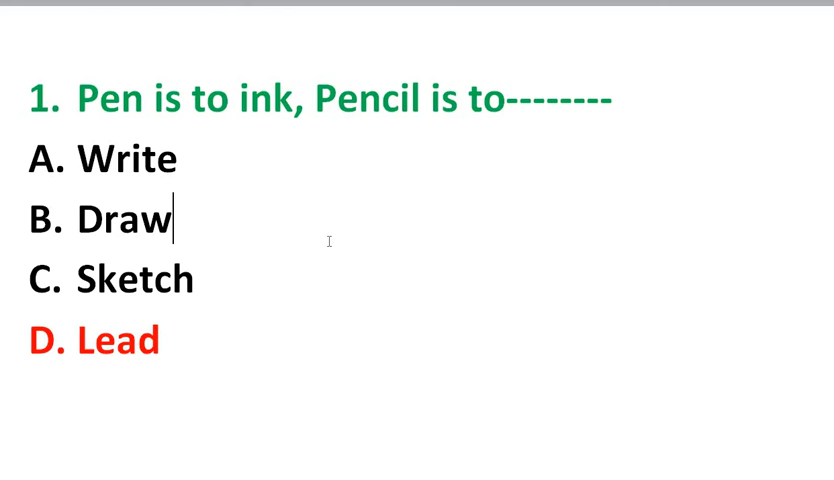 1. Pen is to ink, Pencil is to--------
A. Write
B. Draw
C. Sketch
D. Lead